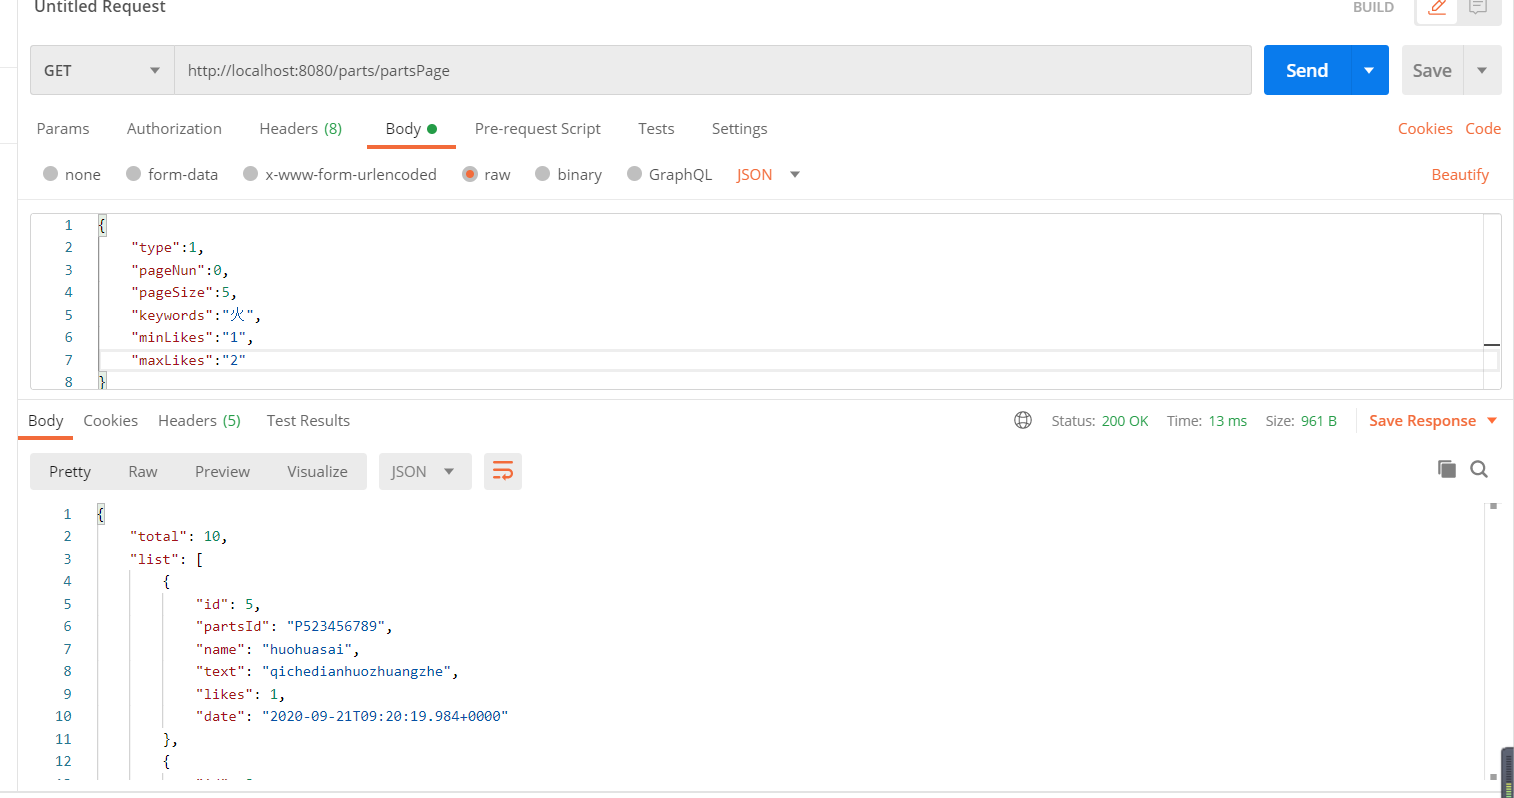 Untitled Request
BUILD
GET
http://localhost:8080/parts/partsPage
Send
Save
Params
Authorization
Headers (8)
Body
Pre-request Script
Tests
Settings
Cookies
Code
none
form-data
x-www-form-urlencoded
raw
binary
GraphQL
JSON
Beautify
1 {
2 "type":1,
3 "pageNun":0,
4 "pageSize":5,
5 "keywords":"火",
6 "minLikes":"1",
7 "maxLikes":"2"
8 }
Body
Cookies
Headers (5)
Test Results
Status: 200 OK
Time: 13 ms
Size: 961 B
Save Response
Pretty
Raw
Preview
Visualize
JSON
1 {
2 "total": 10,
3 "list": [
4 {
5 "id": 5,
6 "partsId": "P523456789",
7 "name": "huohuasai",
8 "text": "qichedianhuozhuangzhe",
9 "likes": 1,
10 "date": "2020-09-21T09:20:19.984+0000"
11 },
12 {